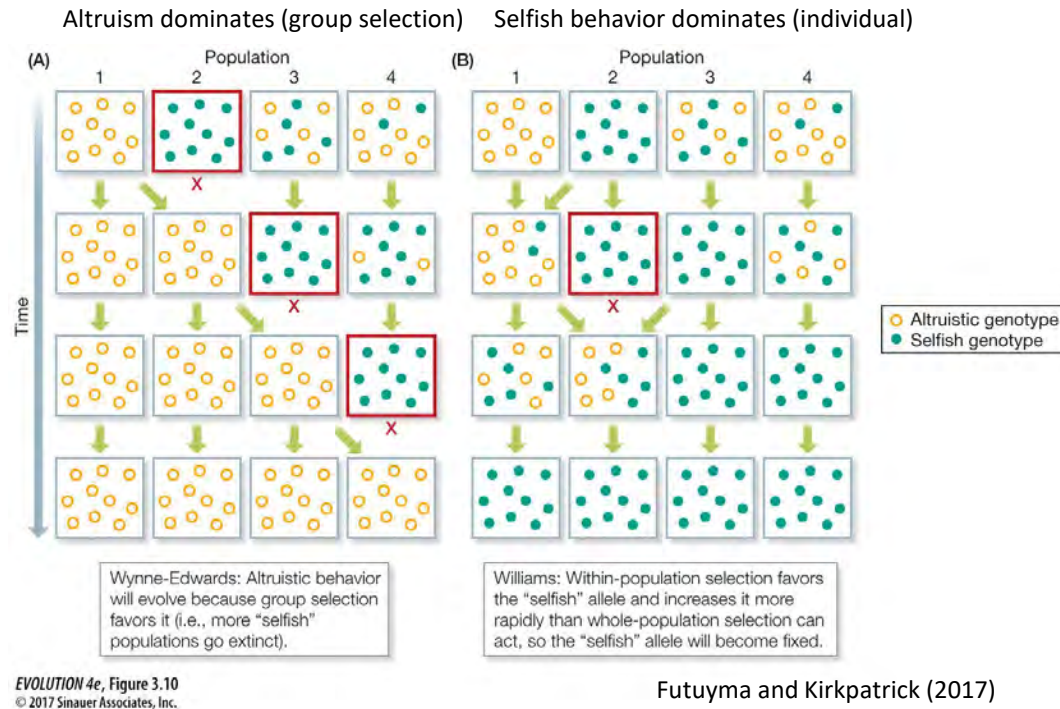 Altruism dominates (group selection)
Selfish behavior dominates (individual)
(A)
Population
1 2 3 4
X
X
X
Time
(B)
Population
1 2 3 4
X
Altruistic genotype
Selfish genotype
Wynne-Edwards: Altruistic behavior
will evolve because group selection
favors it (i.e., more “selfish”
populations go extinct).
Williams: Within-population selection favors
the “selfish” allele and increases it more
rapidly than whole-population selection can
act, so the “selfish” allele will become fixed.
EVOLUTION 4e, Figure 3.10
© 2017 Sinauer Associates, Inc.
Futuyma and Kirkpatrick (2017)